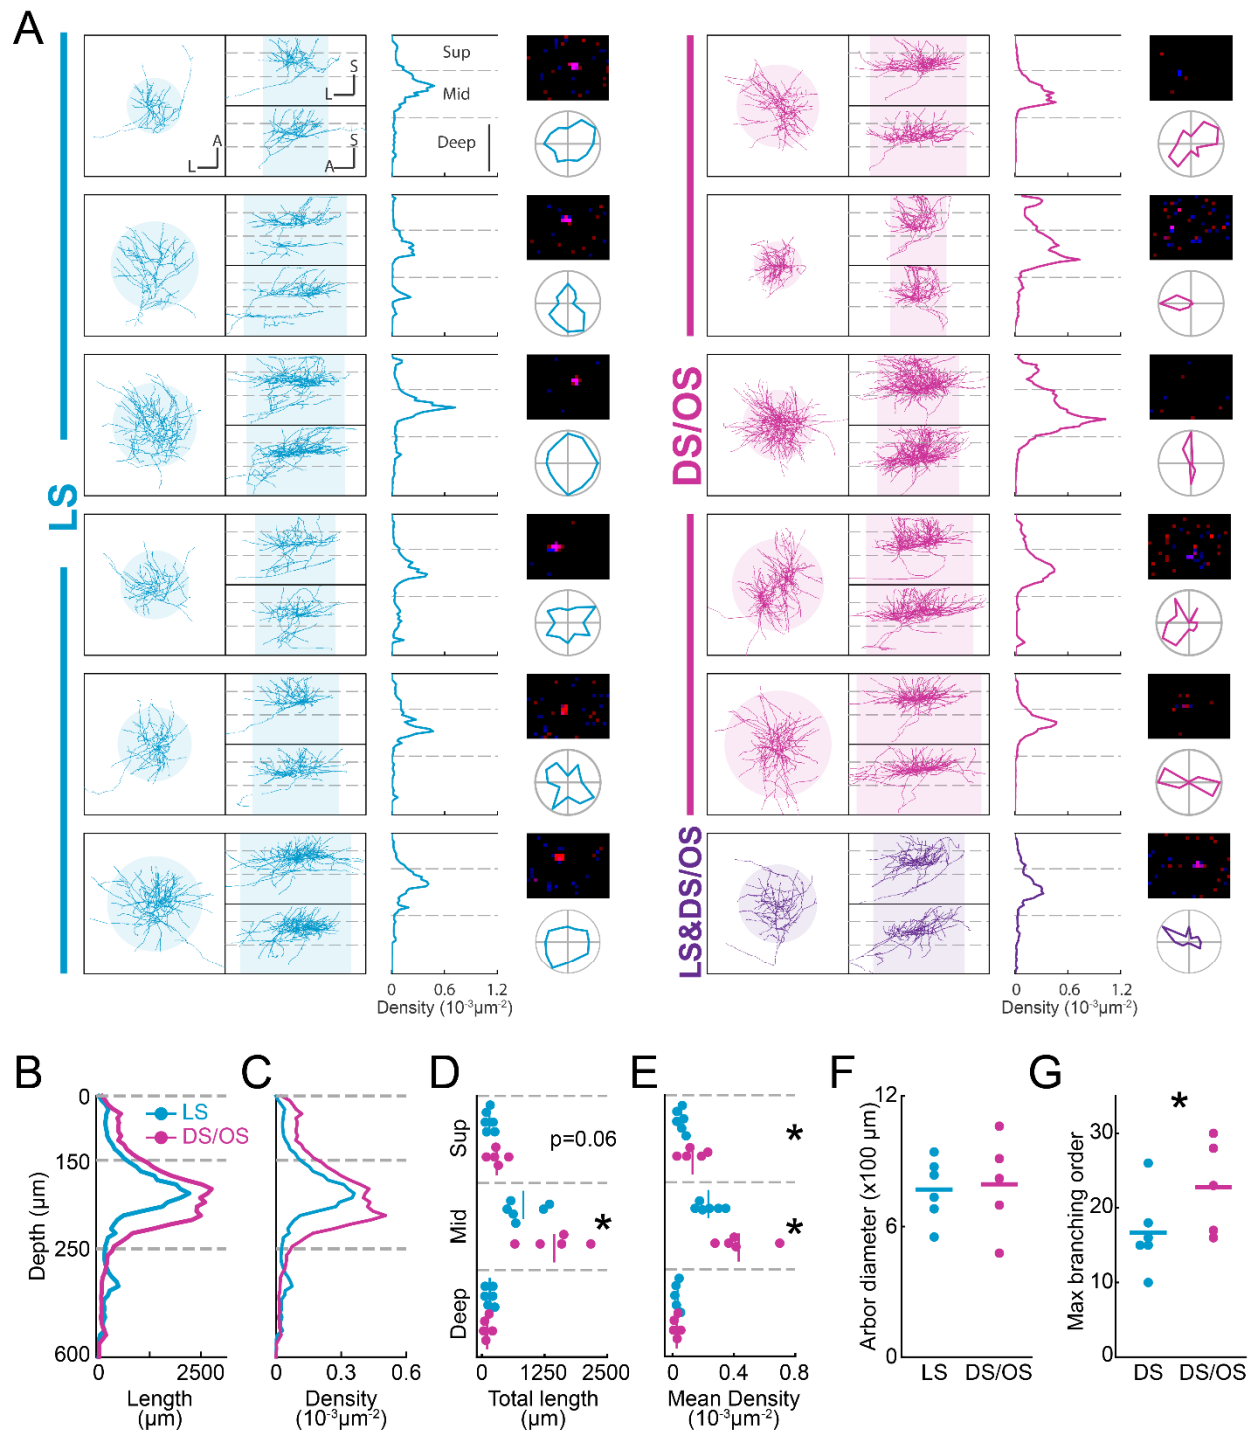 A
Sup
Mid
Deep
S
L
A
L
S
A
LS
DS/OS
LS&DS/OS
0 0.6 1.2
Density (10⁻³µm⁻²)
0 0.6 1.2
Density (10⁻³µm⁻²)
B
C
D
E
F
G
0
150
250
600
Depth (µm)
LS
DS/OS
0 2500
Length
(µm)
0 0.3 0.6
Density
(10⁻³µm⁻²)
Sup
Mid
Deep
p=0.06
*
0 1250 2500
Total length
(µm)
*
*
0 0.4 0.8
Mean Density
(10⁻³µm⁻²)
12
6
0
Arbor diameter (x100 µm)
LS DS/OS
*
30
20
10
0
Max branching order
DS DS/OS